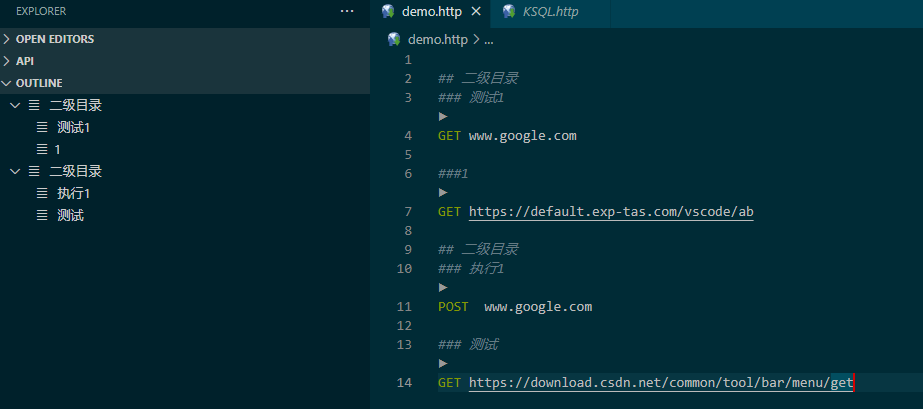 EXPLORER
OPEN EDITORS
API
OUTLINE
二级目录
测试1
1
二级目录
执行1
测试
demo.http
KSQL.http
demo.http > ...
1
2 ## 二级目录
3 ### 测试1
4 GET www.google.com
5
6 ###1
7 GET https://default.exp-tas.com/vscode/ab
8
9 ## 二级目录
10 ### 执行1
11 POST  www.google.com
12
13 ### 测试
14 GET https://download.csdn.net/common/tool/bar/menu/get